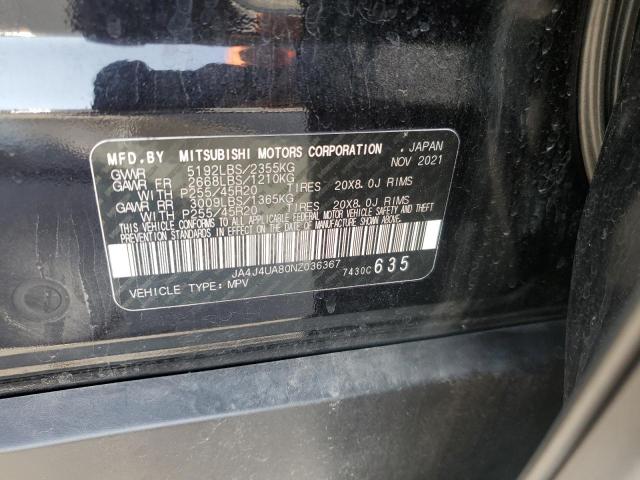 MFD.BY MITSUBISHI MOTORS CORPORATION . JAPAN
GVWR 5192LBS/2355KG NOV 2021
GAWR FR 2668LBS/1210KG
WITH P255/45R20 TIRES 20X8.0J RIMS
GAWR RR 3009LBS/1365KG
WITH P255/45R20 TIRES 20X8.0J RIMS
THIS VEHICLE CONFORMS TO ALL APPLICABLE FEDERAL MOTOR VEHICLE SAFETY AND THEFT
PREVENTION STANDARDS IN EFFECT ON THE DATE OF MANUFACTURE SHOWN ABOVE.
JA4J4UA80NZ036367 7430C635
VEHICLE TYPE: MPV